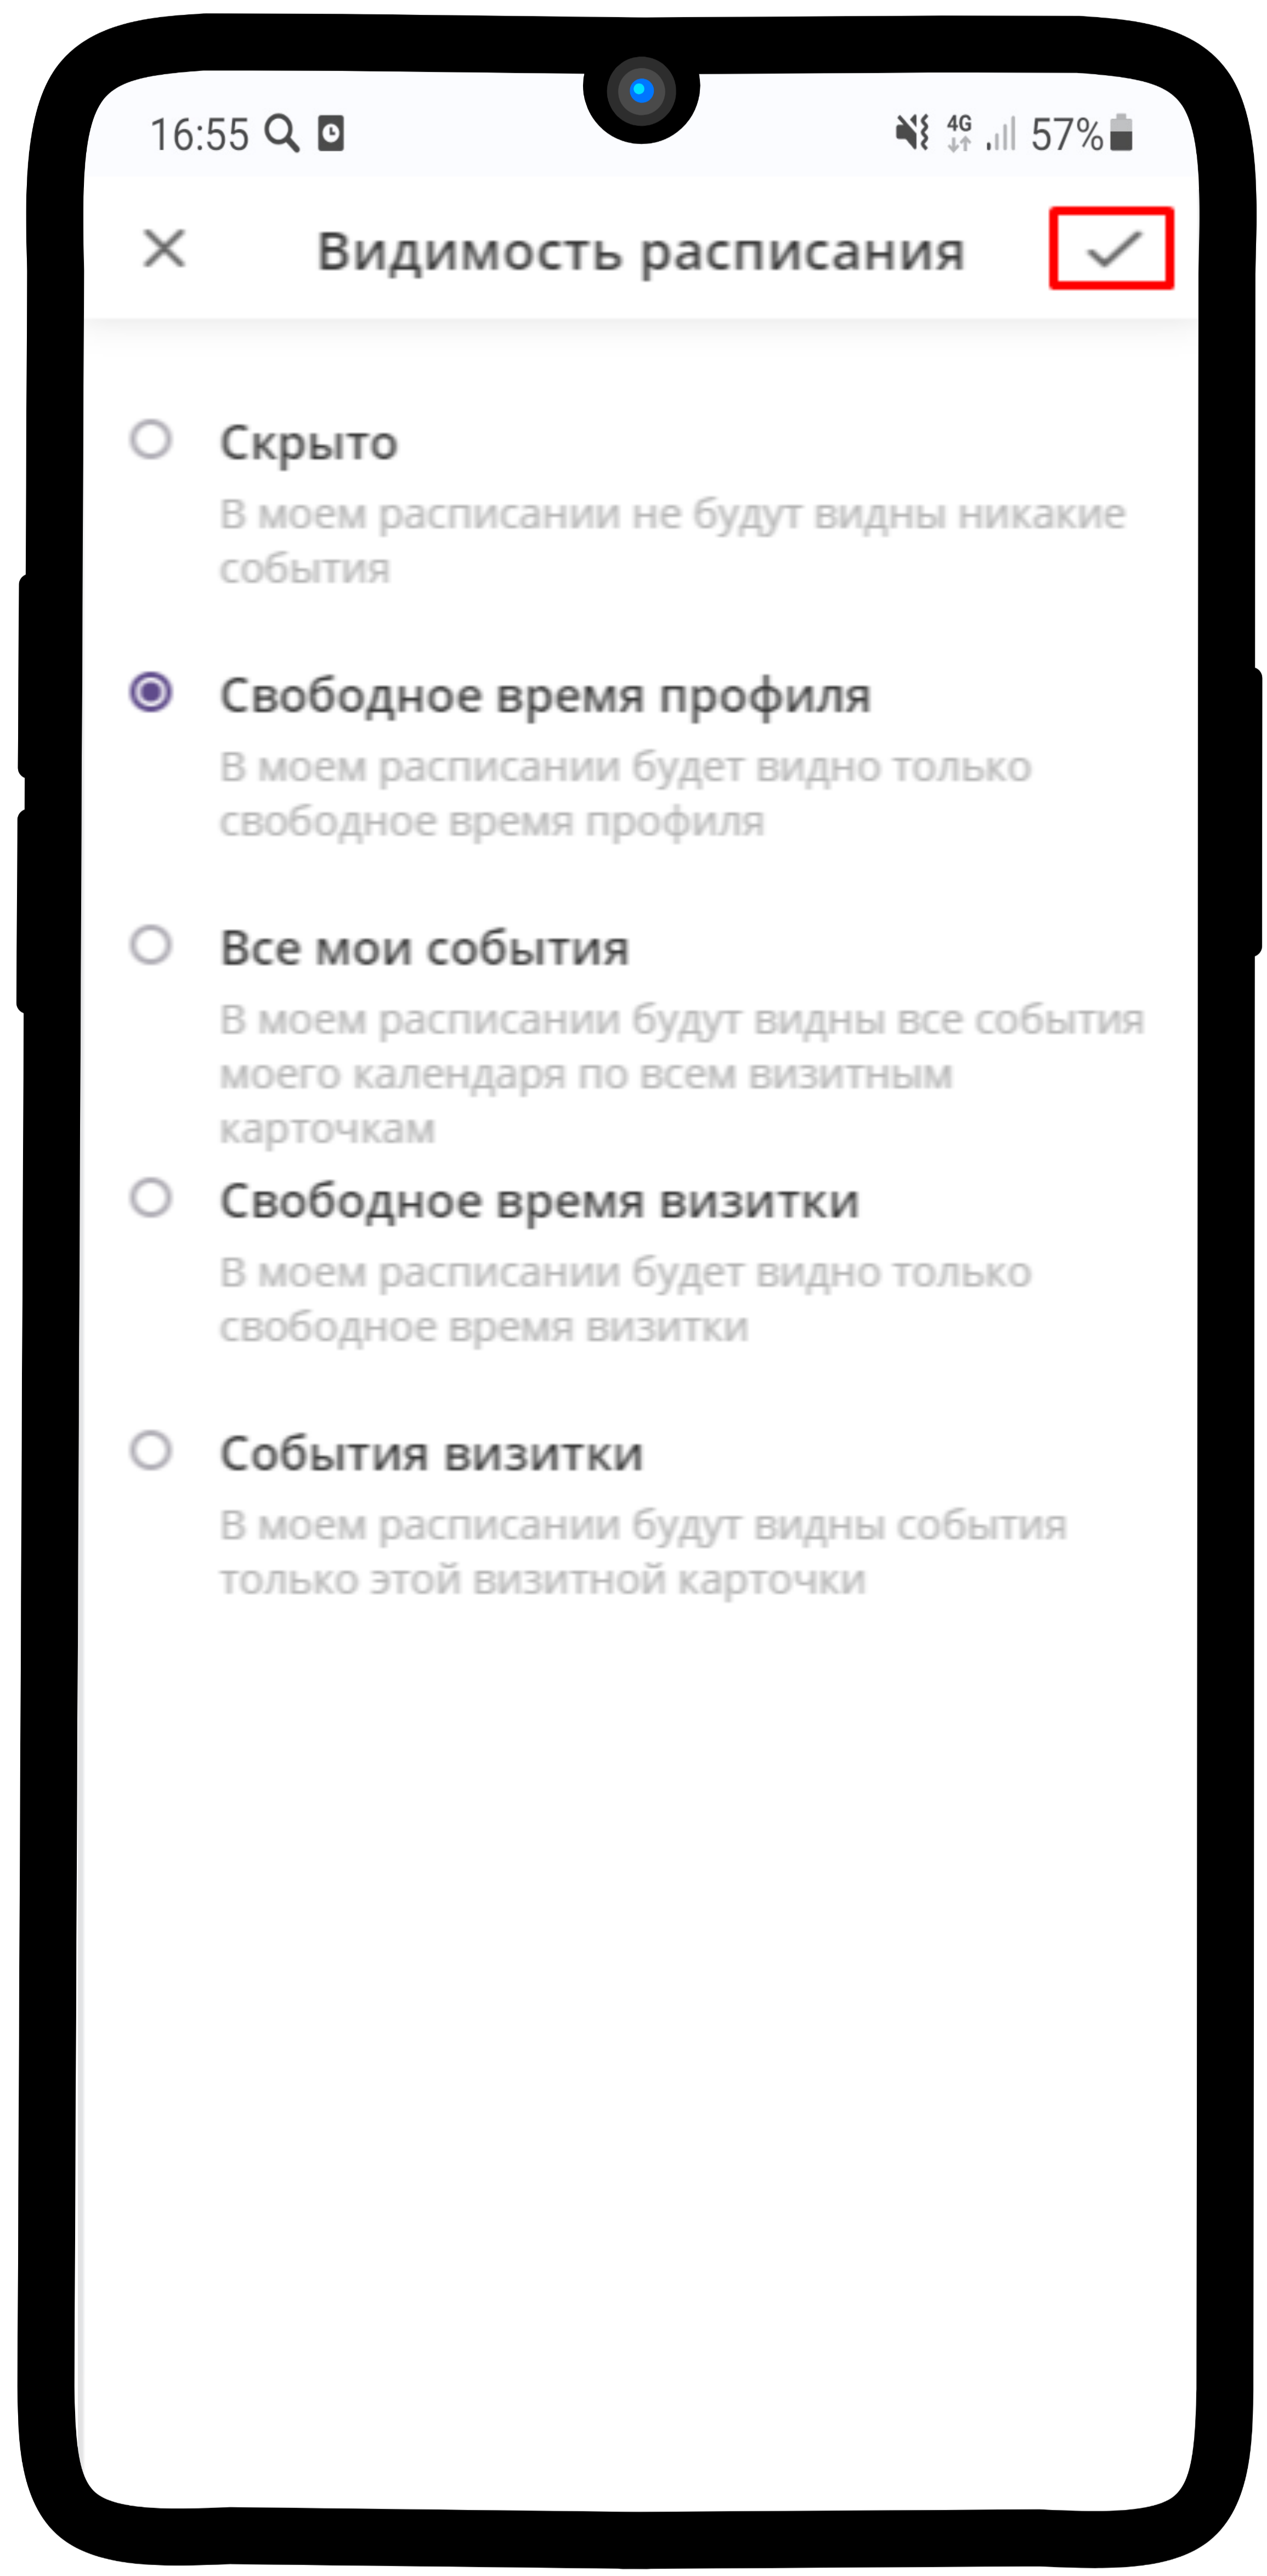 16:55 4G 57%
Видимость расписания
Скрыто
В моем расписании не будут видны никакие
события
Свободное время профиля
В моем расписании будет видно только
свободное время профиля
Все мои события
В моем расписании будут видны все события
моего календаря по всем визитным
карточкам
Свободное время визитки
В моем расписании будет видно только
свободное время визитки
События визитки
В моем расписании будут видны события
только этой визитной карточки